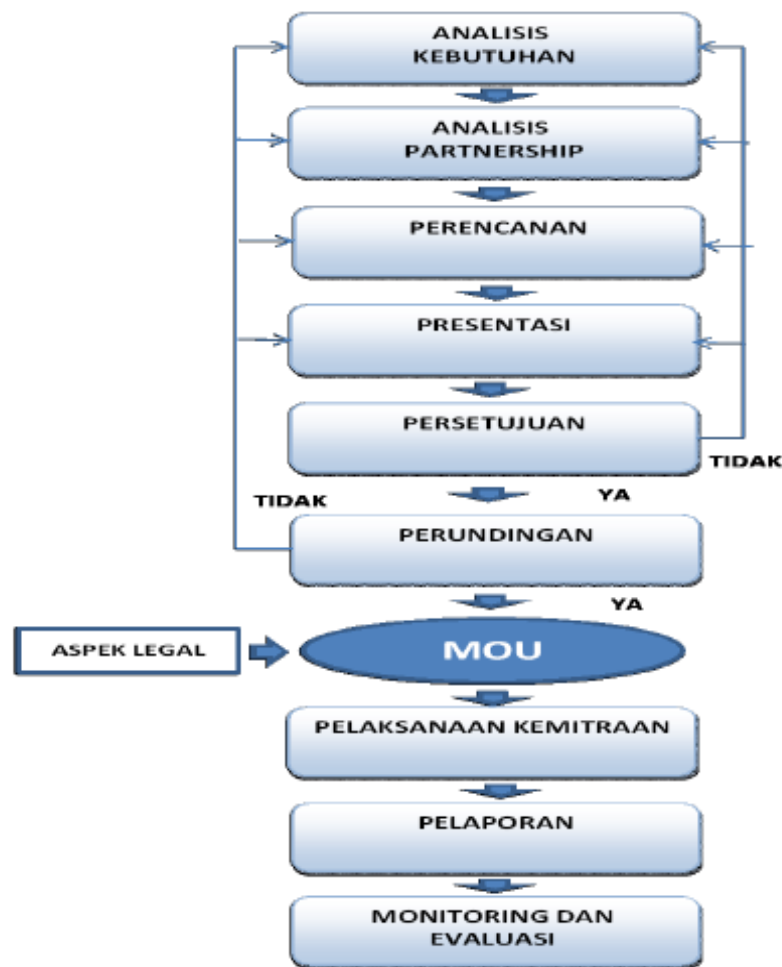 ANALISIS
KEBUTUHAN
ANALISIS
PARTNERSHIP
PERENCANAN
PRESENTASI
PERSETUJUAN
TIDAK
TIDAK
YA
PERUNDINGAN
YA
ASPEK LEGAL
MOU
PELAKSANAAN KEMITRAAN
PELAPORAN
MONITORING DAN
EVALUASI